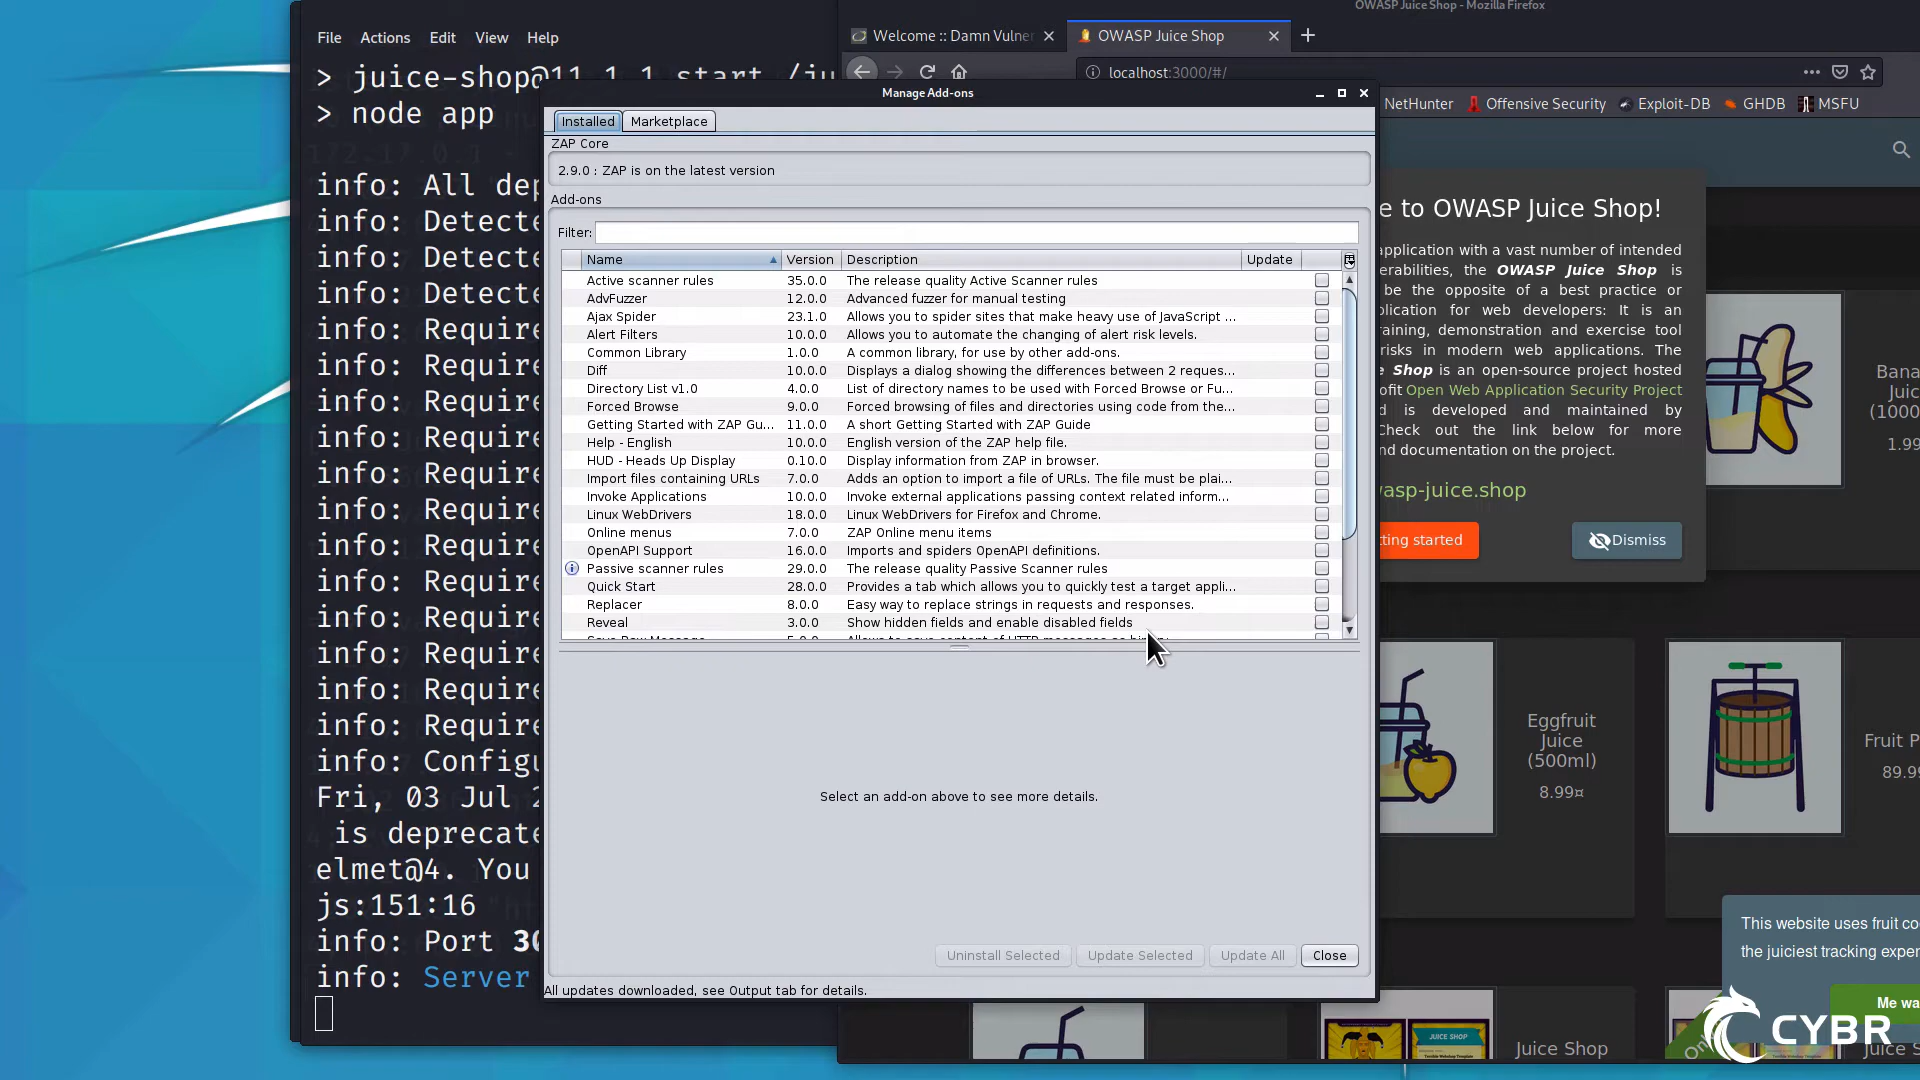 File Actions Edit View Help
> juice-shop@11.1.1 start /ju
> node app
info: All dep
info: Detecte
info: Detecte
info: Detecte
info: Require
info: Require
info: Require
info: Require
info: Require
info: Require
info: Require
info: Require
info: Require
info: Require
info: Require
info: Require
info: Configu
Fri, 03 Jul 2
is deprecate
elmet@4. You
js:151:16
info: Port 30
info: Server
Manage Add-ons
Installed Marketplace
ZAP Core
2.9.0 : ZAP is on the latest version
Add-ons
Filter:
Name Version Description Update
Active scanner rules 35.0.0 The release quality Active Scanner rules
AdvFuzzer 12.0.0 Advanced fuzzer for manual testing
Ajax Spider 23.1.0 Allows you to spider sites that make heavy use of JavaScript ...
Alert Filters 10.0.0 Allows you to automate the changing of alert risk levels.
Common Library 1.0.0 A common library, for use by other add-ons.
Diff 10.0.0 Displays a dialog showing the differences between 2 reques...
Directory List v1.0 4.0.0 List of directory names to be used with Forced Browse or Fu...
Forced Browse 9.0.0 Forced browsing of files and directories using code from the...
Getting Started with ZAP Gu... 11.0.0 A short Getting Started with ZAP Guide
Help - English 10.0.0 English version of the ZAP help file.
HUD - Heads Up Display 0.10.0 Display information from ZAP in browser.
Import files containing URLs 7.0.0 Adds an option to import a file of URLs. The file must be plai...
Invoke Applications 10.0.0 Invoke external applications passing context related inform...
Linux WebDrivers 18.0.0 Linux WebDrivers for Firefox and Chrome.
Online menus 7.0.0 ZAP Online menu items
OpenAPI Support 16.0.0 Imports and spiders OpenAPI definitions.
Passive scanner rules 29.0.0 The release quality Passive Scanner rules
Quick Start 28.0.0 Provides a tab which allows you to quickly test a target appli...
Replacer 8.0.0 Easy way to replace strings in requests and responses.
Reveal 3.0.0 Show hidden fields and enable disabled fields
Select an add-on above to see more details.
Uninstall Selected Update Selected Update All Close
All updates downloaded, see Output tab for details.
OWASP Juice Shop - Mozilla Firefox
Welcome :: Damn Vulner OWASP Juice Shop
localhost:3000/#/
NetHunter Offensive Security Exploit-DB GHDB MSFU
e to OWASP Juice Shop!
application with a vast number of intended
erabilities, the OWASP Juice Shop is
be the opposite of a best practice or
plication for web developers: It is an
raining, demonstration and exercise tool
risks in modern web applications. The
e Shop is an open-source project hosted
ofit Open Web Application Security Project
d is developed and maintained by
Check out the link below for more
nd documentation on the project.
wasp-juice.shop
tting started Dismiss
Bana
Juic
(1000
1.99
Eggfruit
Juice
(500ml)
8.99¤
Fruit P
89.99
This website uses fruit co
the juiciest tracking exper
Me wa
JUICE SHOP
Juice Shop
On
Juice S
CYBR